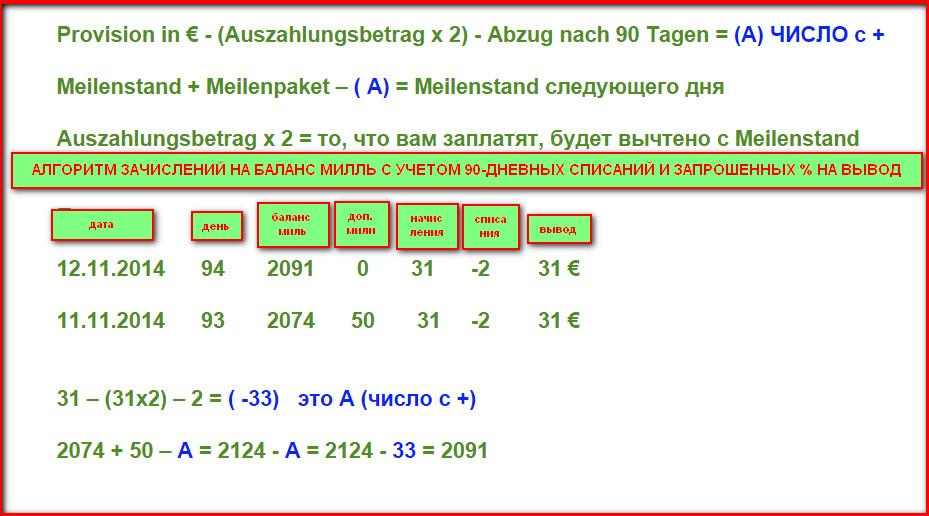 Provision in € - (Auszahlungsbetrag x 2) - Abzug nach 90 Tagen = (A) ЧИСЛО с +
Meilenstand + Meilenpaket – ( A) = Meilenstand следующего дня
Auszahlungsbetrag x 2 = то, что вам заплатят, будет вычтено с Meilenstand
АЛГОРИТМ ЗАЧИСЛЕНИЙ НА БАЛАНС МИЛЛЬ С УЧЕТОМ 90-ДНЕВНЫХ СПИСАНИЙ И ЗАПРОШЕННЫХ % НА ВЫВОД
дата день баланс миль доп. мили начис ления списа ния вывод
12.11.2014 94 2091 0 31 -2 31 €
11.11.2014 93 2074 50 31 -2 31 €
31 – (31x2) – 2 = ( -33) это А (число с +)
2074 + 50 – А = 2124 - А = 2124 - 33 = 2091